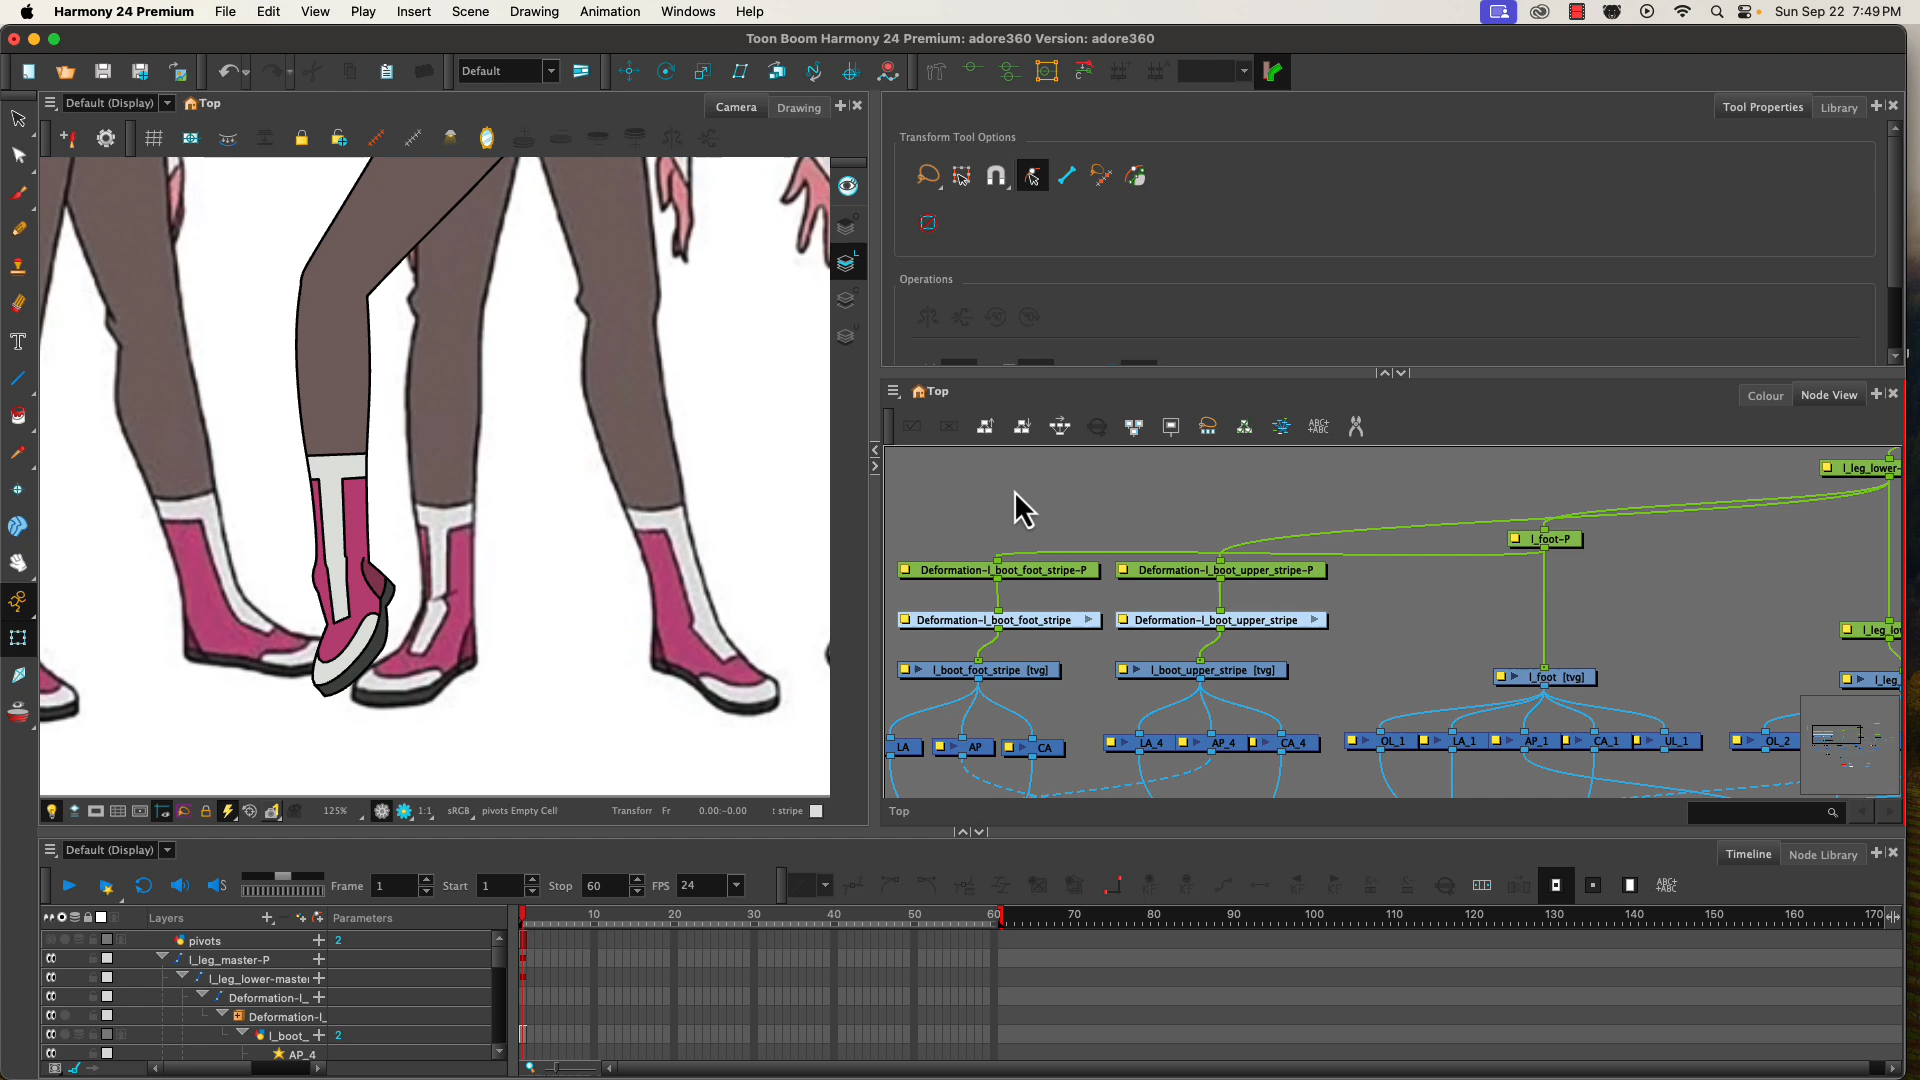 Harmony 24 Premium File Edit View Play Insert Scene Drawing Animation Windows Help Sun Sep 22 7:49 PM
Toon Boom Harmony 24 Premium: adore360 Version: adore360
Default
Default (Display) Top Camera Drawing Tool Properties Library
Transform Tool Options
Operations
Top Colour Node View
l_leg_lower-
l_foot-P
Deformation-l_boot_foot_stripe-P Deformation-l_boot_upper_stripe-P
Deformation-l_boot_foot_stripe Deformation-l_boot_upper_stripe l_leg_lo
l_boot_foot_stripe [tvg] l_boot_upper_stripe [tvg] l_foot [tvg] l_leg_
LA AP CA LA_4 AP_4 CA_4 OL_1 LA_1 AP_1 CA_1 UL_1 OL_2
125% 1:1 sRGB pivots Empty Cell Transforr Fr 0.00:-0.00 : stripe Top
Default (Display) Timeline Node Library
Frame 1 Start 1 Stop 60 FPS 24
Layers Parameters 10 20 30 40 50 60 70 80 90 100 110 120 130 140 150 160 170
pivots 2
l_leg_master-P
l_leg_lower-master
Deformation-l_
Deformation-l_
l_boot_ 2
AP_4